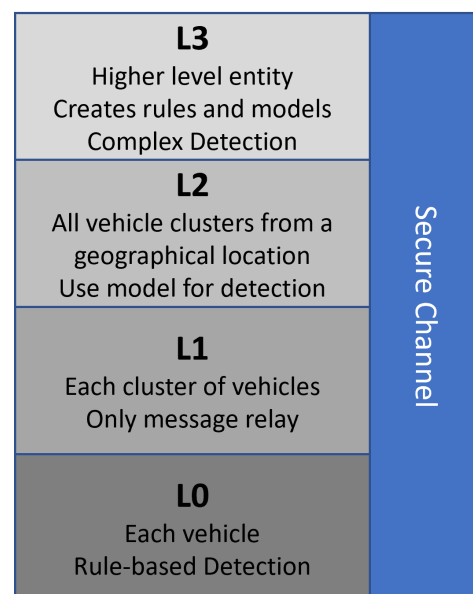 L3
Higher level entity
Creates rules and models
Complex Detection
L2
All vehicle clusters from a
geographical location
Use model for detection
L1
Each cluster of vehicles
Only message relay
L0
Each vehicle
Rule-based Detection
Secure Channel